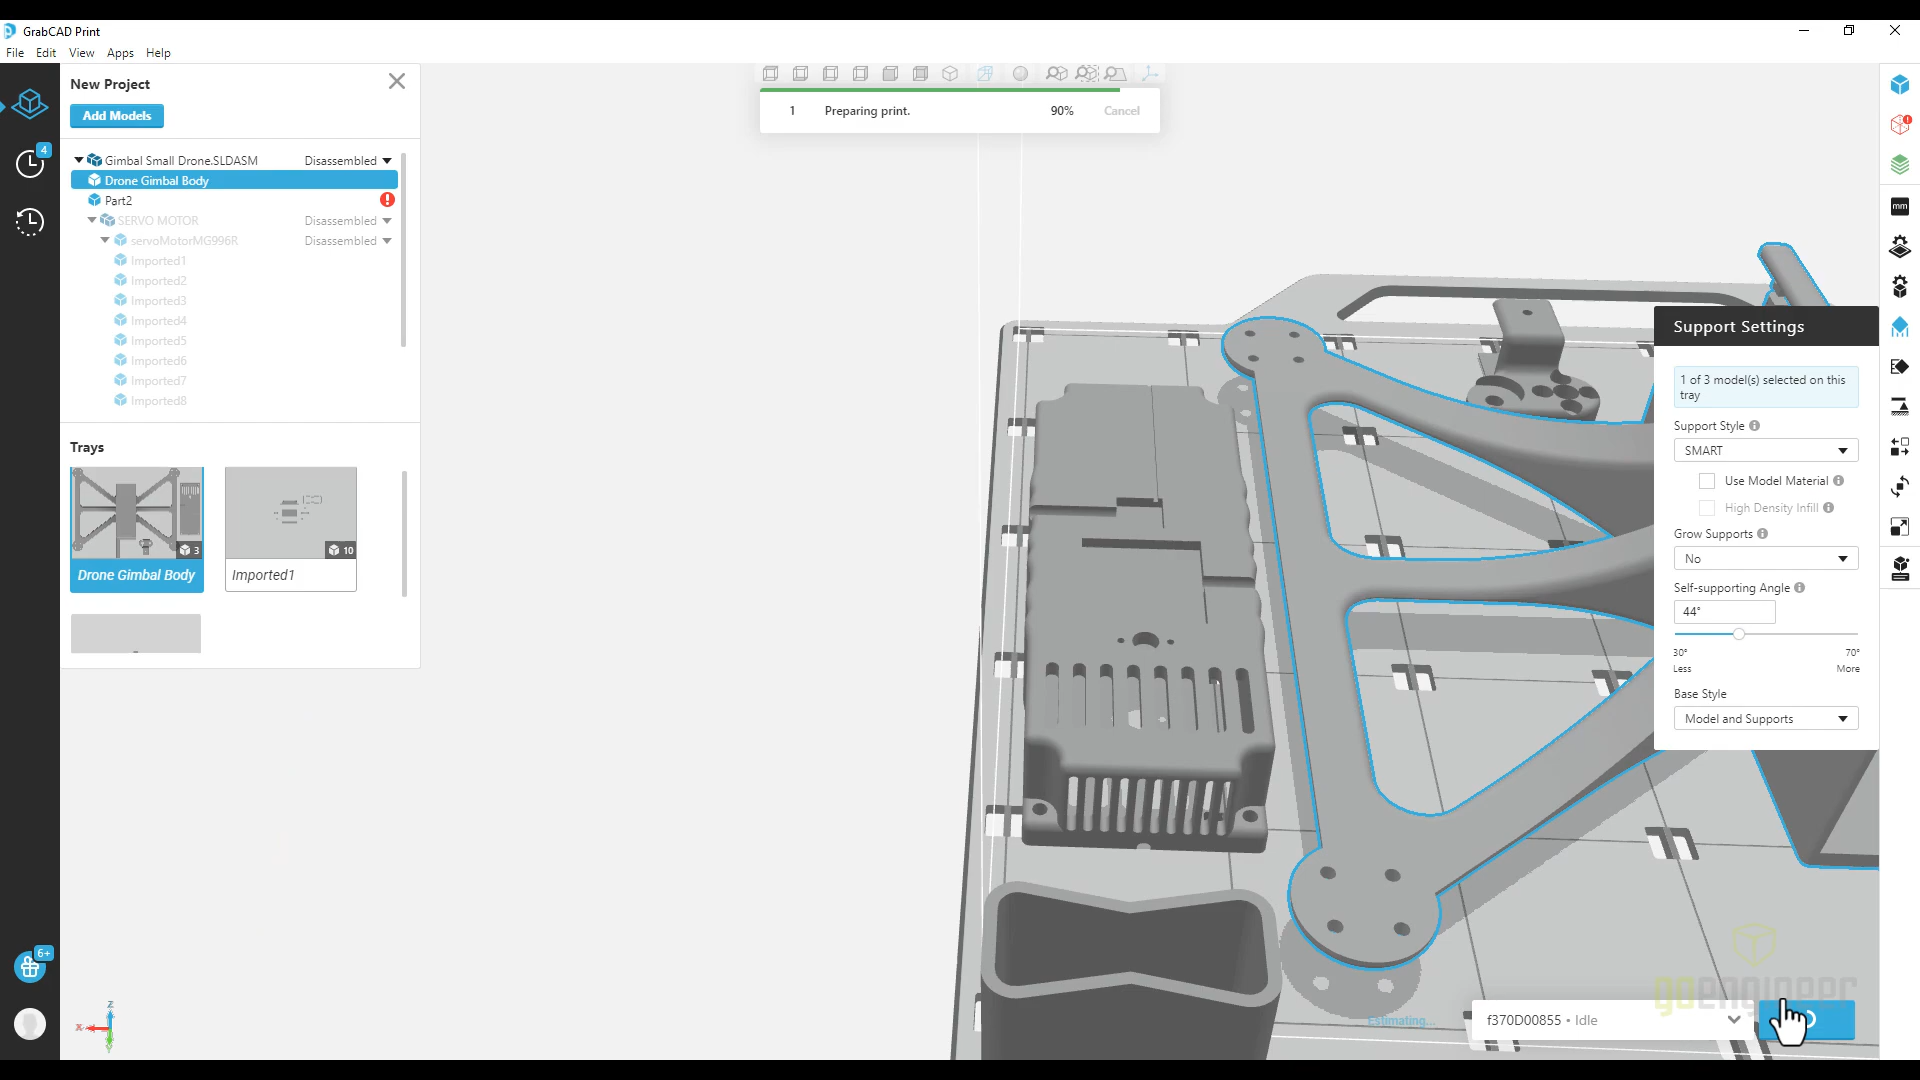 GrabCAD Print
File Edit View Apps Help
New Project
Add Models
Gimbal Small Drone.SLDASM Disassembled
Drone Gimbal Body
Part2
SERVO MOTOR Disassembled
servoMotorMG996R Disassembled
Imported1
Imported2
Imported3
Imported4
Imported5
Imported6
Imported7
Imported8
Trays
3
10
Drone Gimbal Body
Imported1
4
6+
1 Preparing print. 90% Cancel
mm
Support Settings
1 of 3 model(s) selected on this
tray
Support Style
SMART
Use Model Material
High Density Infill
Grow Supports
No
Self-supporting Angle
44°
30° 70°
Less More
Base Style
Model and Supports
goengineer
Estimating...
f370D00855 • Idle
Z
X
Y